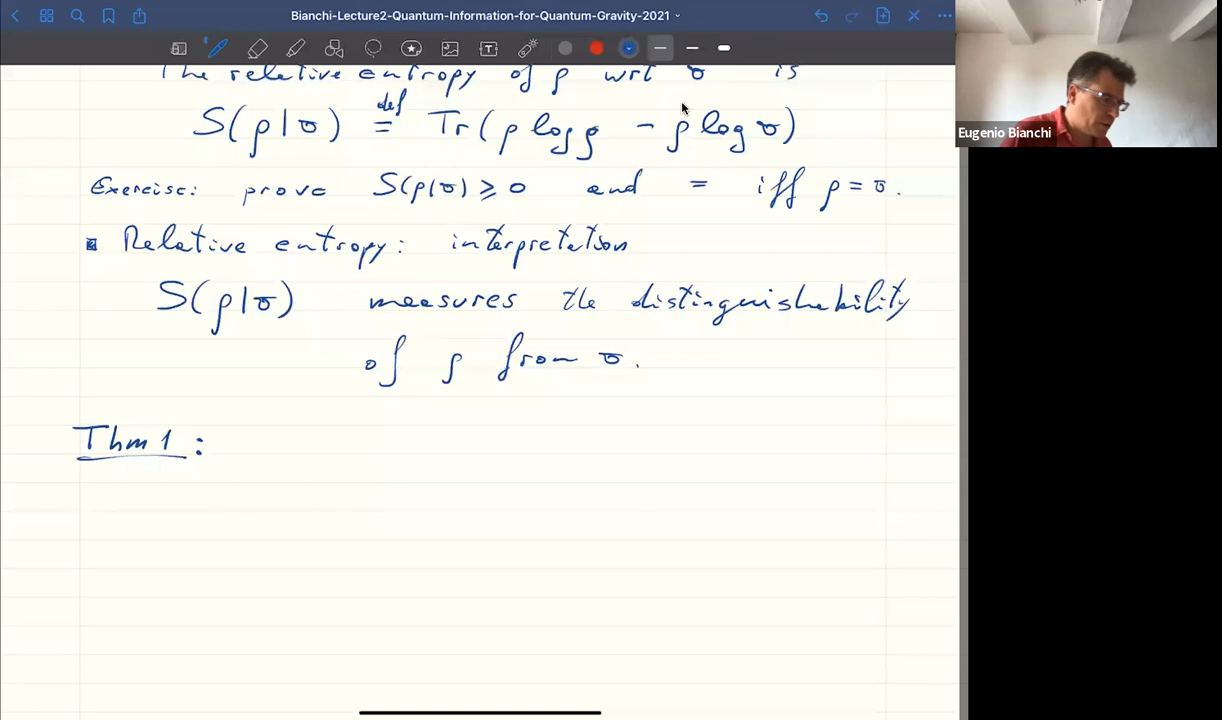 Bianchi-Lecture2-Quantum-Information-for-Quantum-Gravity-2021
The relative entropy of ρ wrt σ is
S(ρ|σ) def= Tr(ρ log ρ - ρ log σ)
Eugenio Bianchi
Exercise: prove S(ρ|σ) ≥ 0 and = iff ρ = σ.
Relative entropy: interpretation
S(ρ|σ) measures the distinguishability
of ρ from σ.
Thm 1: